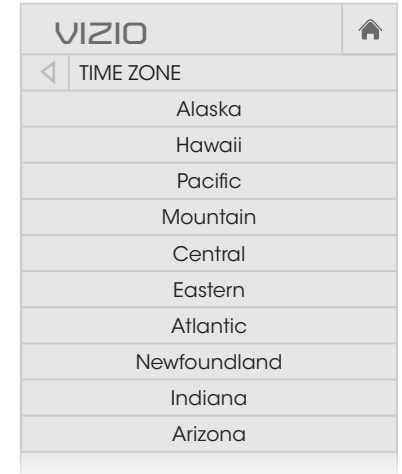 VIZIO
TIME ZONE
Alaska
Hawaii
Pacific
Mountain
Central
Eastern
Atlantic
Newfoundland
Indiana
Arizona